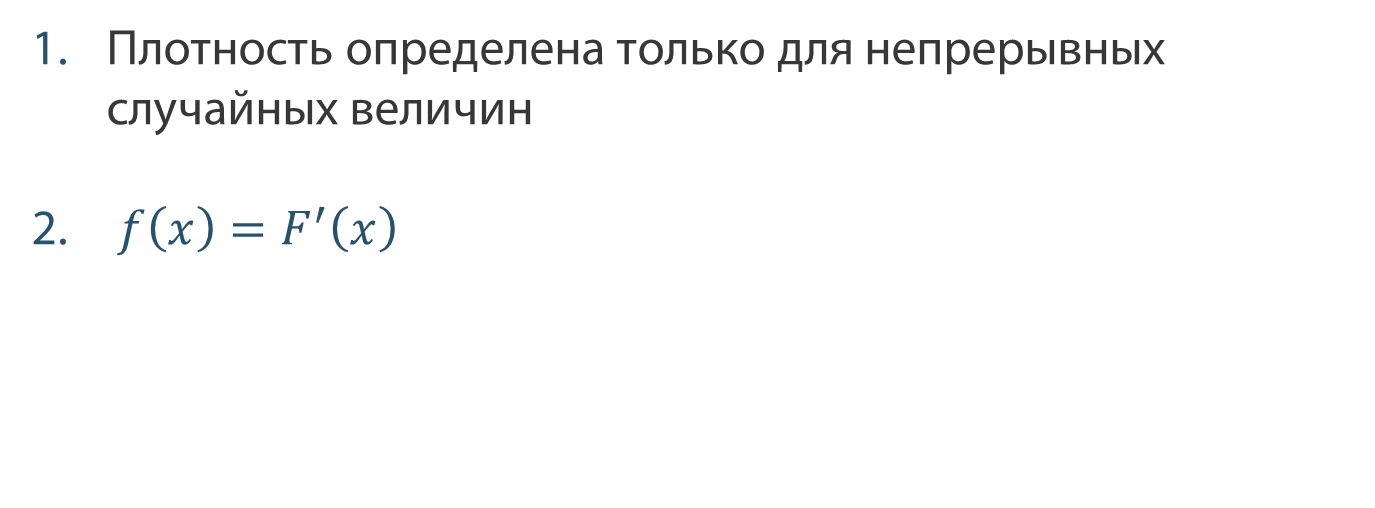 1. Плотность определена только для непрерывных
случайных величин
2. f(x) = F′(x)